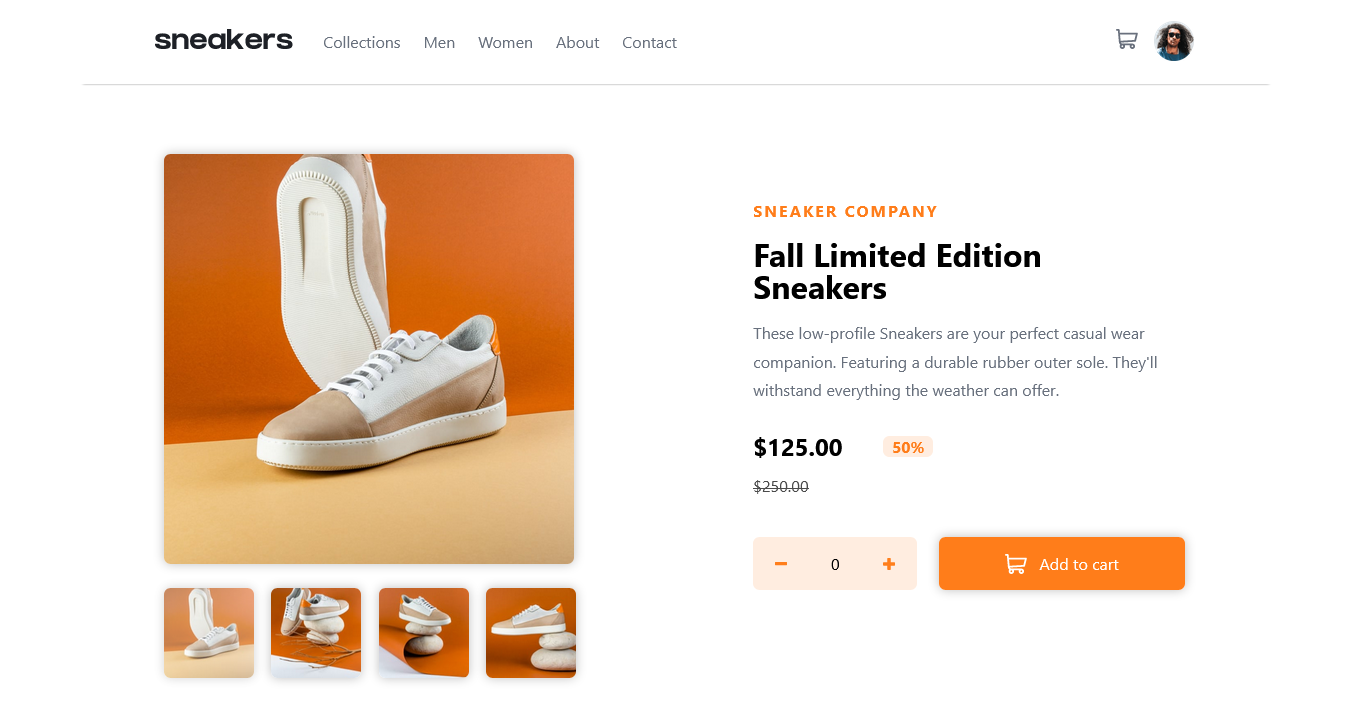 sneakers Collections Men Women About Contact
SNEAKER COMPANY
Fall Limited Edition
Sneakers
These low-profile Sneakers are your perfect casual wear
companion. Featuring a durable rubber outer sole. They'll
withstand everything the weather can offer.
$125.00 50%
$250.00
0 Add to cart